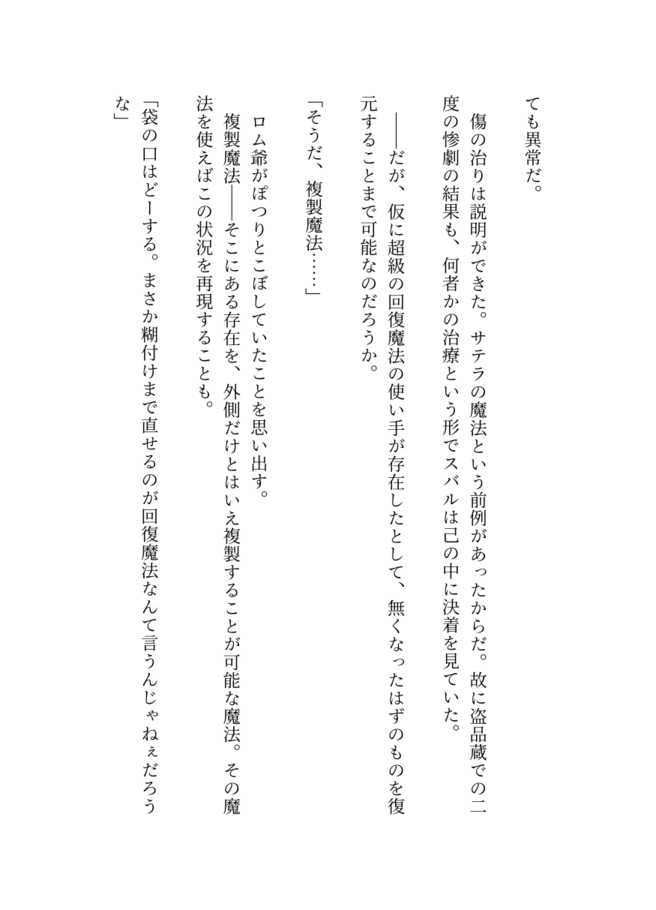 ても異常だ。
傷の治りは説明ができた。サテラの魔法という前例があったからだ。故に盗品蔵での二
度の惨劇の結果も、何者かの治療という形でスバルは己の中に決着を見ていた。
――だが、仮に超級の回復魔法の使い手が存在したとして、無くなったはずのものを復
元することまで可能なのだろうか。
「そうだ、複製魔法……」
ロム爺がぽつりとこぼしていたことを思い出す。
複製魔法――そこにある存在を、外側だけとはいえ複製することが可能な魔法。その魔
法を使えばこの状況を再現することも。
「袋の口はどーする。まさか糊付けまで直せるのが回復魔法なんて言うんじゃねぇだろう
な」